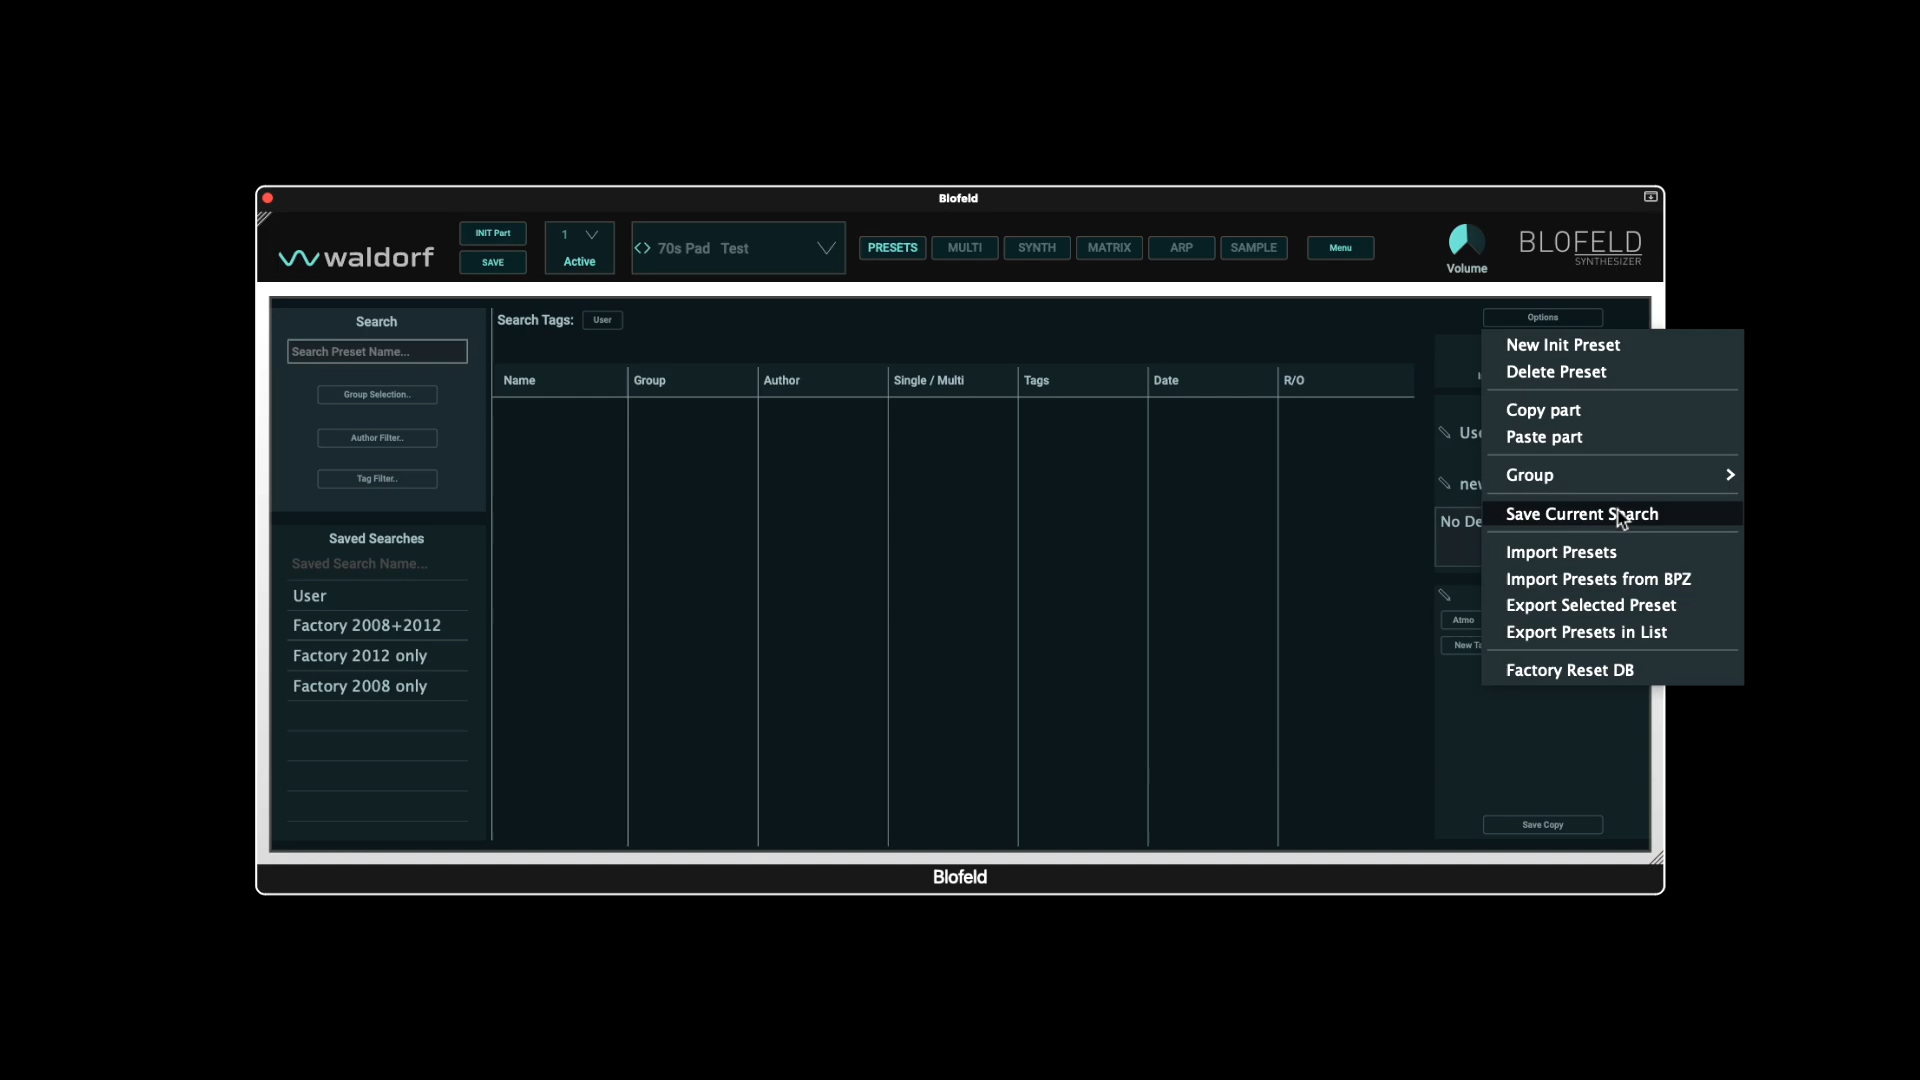 Blofeld
waldorf
INIT Part
SAVE
1
Active
<> 70s Pad Test
PRESETS
MULTI
SYNTH
MATRIX
ARP
SAMPLE
Menu
Volume
BLOFELD
SYNTHESIZER
Search
Search Preset Name...
Group Selection..
Author Filter..
Tag Filter..
Saved Searches
Saved Search Name...
User
Factory 2008+2012
Factory 2012 only
Factory 2008 only
Search Tags: User
Name
Group
Author
Single / Multi
Tags
Date
R/O
Options
New Init Preset
Delete Preset
Copy part
Paste part
Group >
Save Current Search
Import Presets
Import Presets from BPZ
Export Selected Preset
Export Presets in List
Factory Reset DB
No De
Atmo
Save Copy
Blofeld